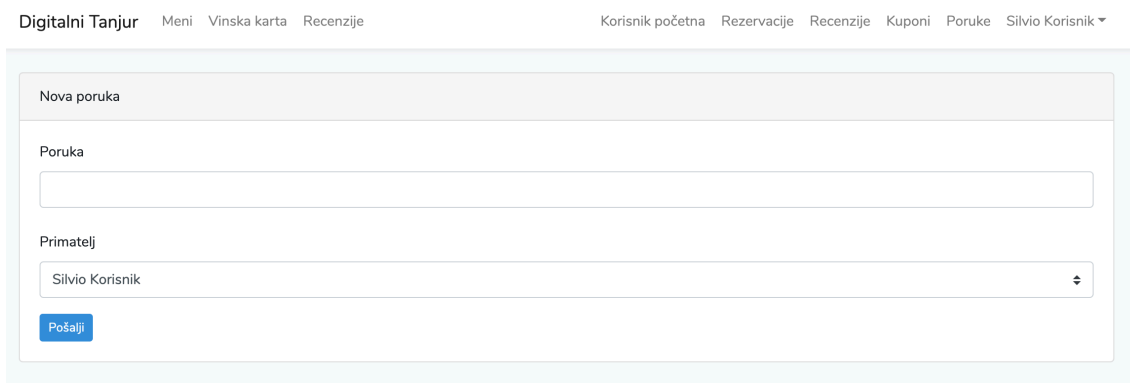 Digitalni Tanjur Meni Vinska karta Recenzije Korisnik početna Rezervacije Recenzije Kuponi Poruke Silvio Korisnik
Nova poruka
Poruka
Primatelj
Silvio Korisnik
Pošalji